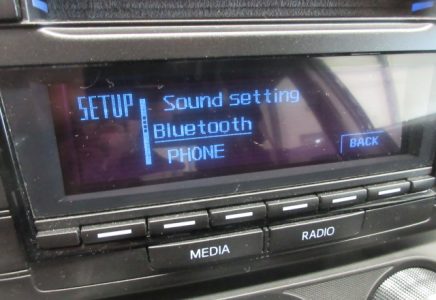 SETUP
Sound setting
Bluetooth
PHONE
BACK
MEDIA
RADIO